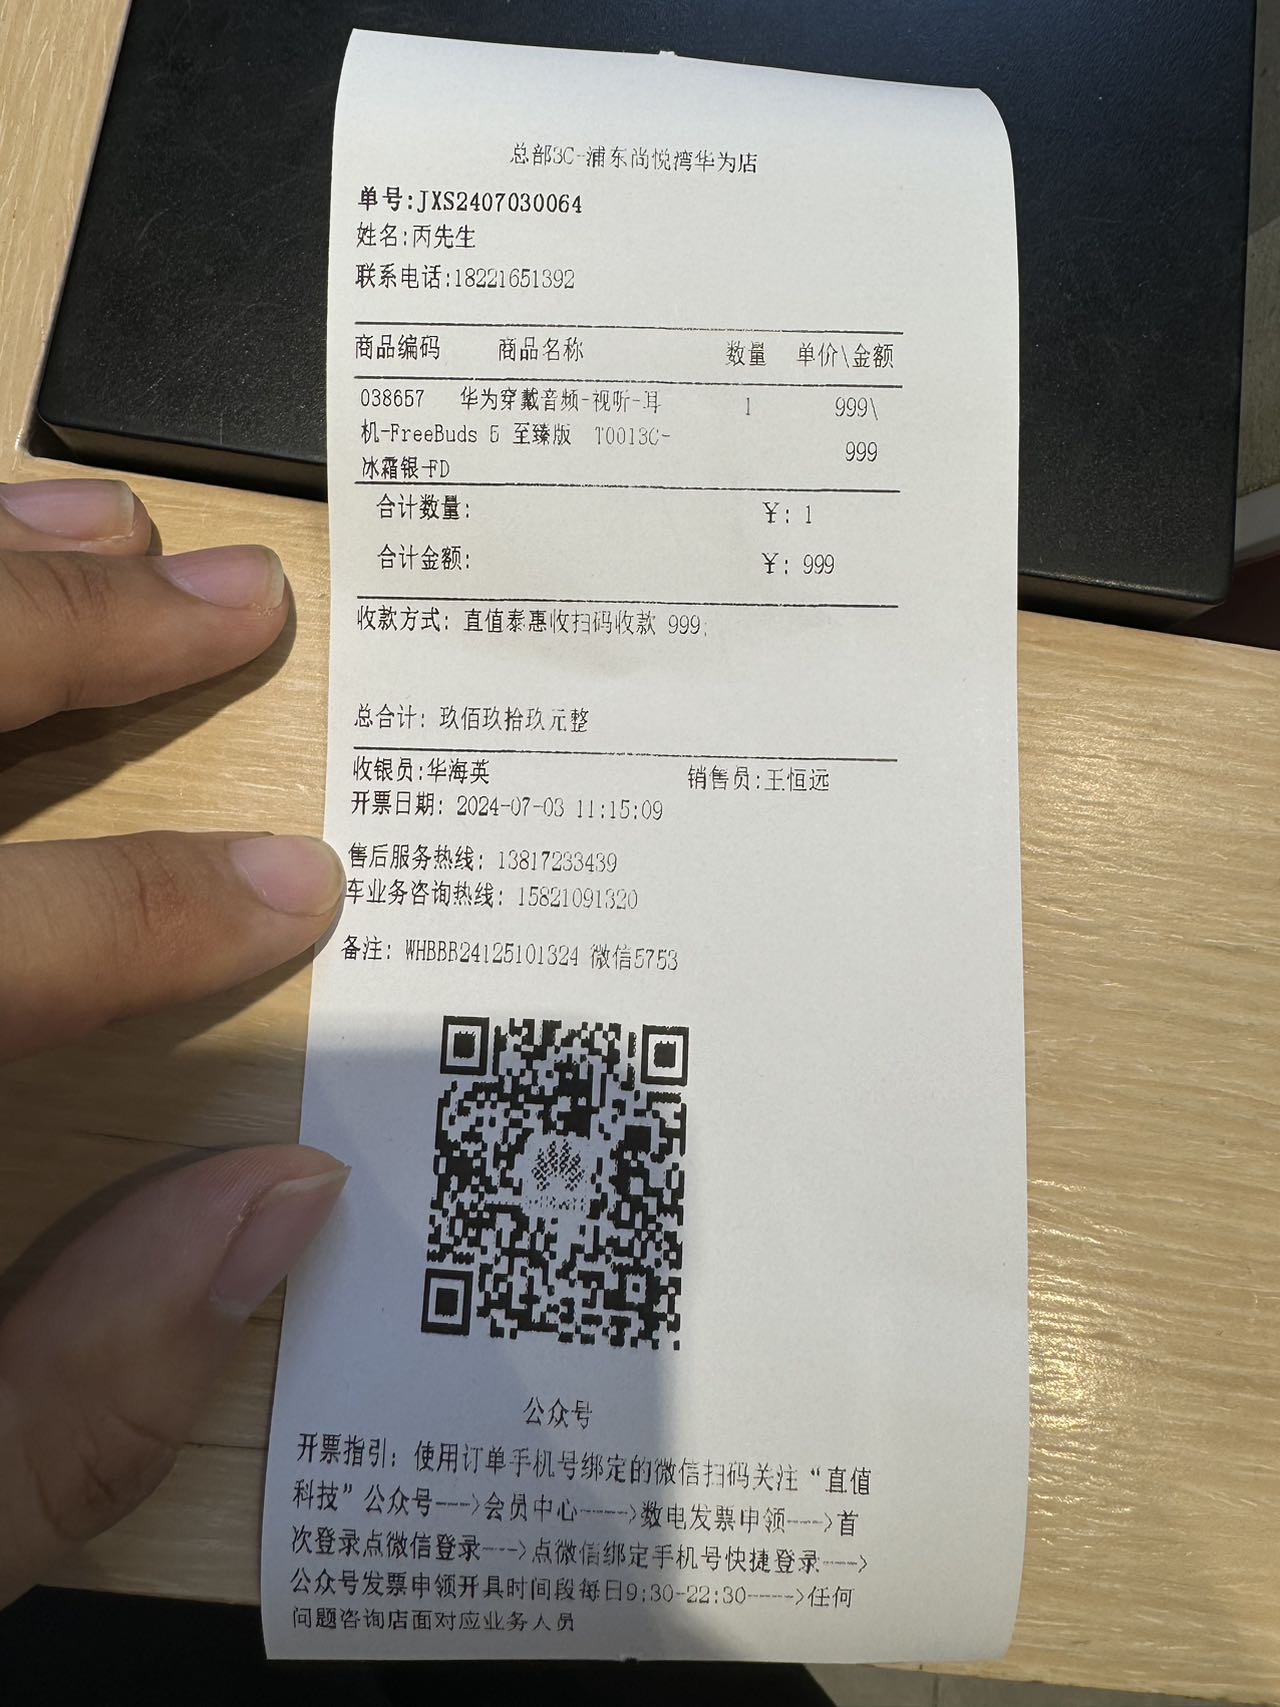 总部3C-浦东尚悦湾华为店
单号:JXS2407030064
姓名:丙先生
联系电话:18221651392
商品编码 商品名称 数量 单价\金额
038657 华为穿戴音频-视听-耳 1 999\
机-FreeBuds 5 至臻版 T0013C- 999
冰霜银-FD
合计数量: ¥: 1
合计金额: ¥: 999
收款方式: 直值泰惠收扫码收款 999;
总合计: 玖佰玖拾玖元整
收银员:华海英 销售员:王恒远
开票日期: 2024-07-03 11:15:09
售后服务热线: 13817233439
车业务咨询热线: 15821091320
备注: WHBBB24125101324 微信5753
公众号
开票指引: 使用订单手机号绑定的微信扫码关注“直值
科技”公众号--->会员中心----->数电发票申领--->首
次登录点微信登录--->点微信绑定手机号快捷登录--->
公众号发票申领开具时间段每日9:30-22:30----->任何
问题咨询店面对应业务人员